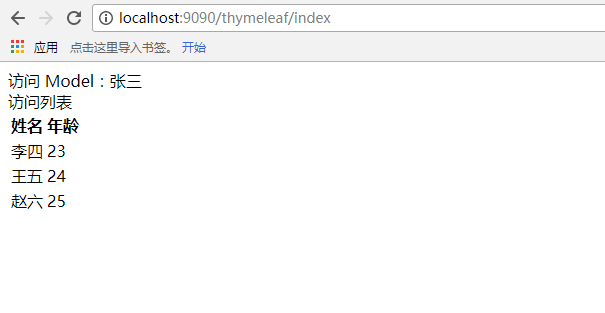 localhost:9090/thymeleaf/index
应用 点击这里导入书签。 开始
访问 Model：张三
访问列表
姓名 年龄
李四 23
王五 24
赵六 25